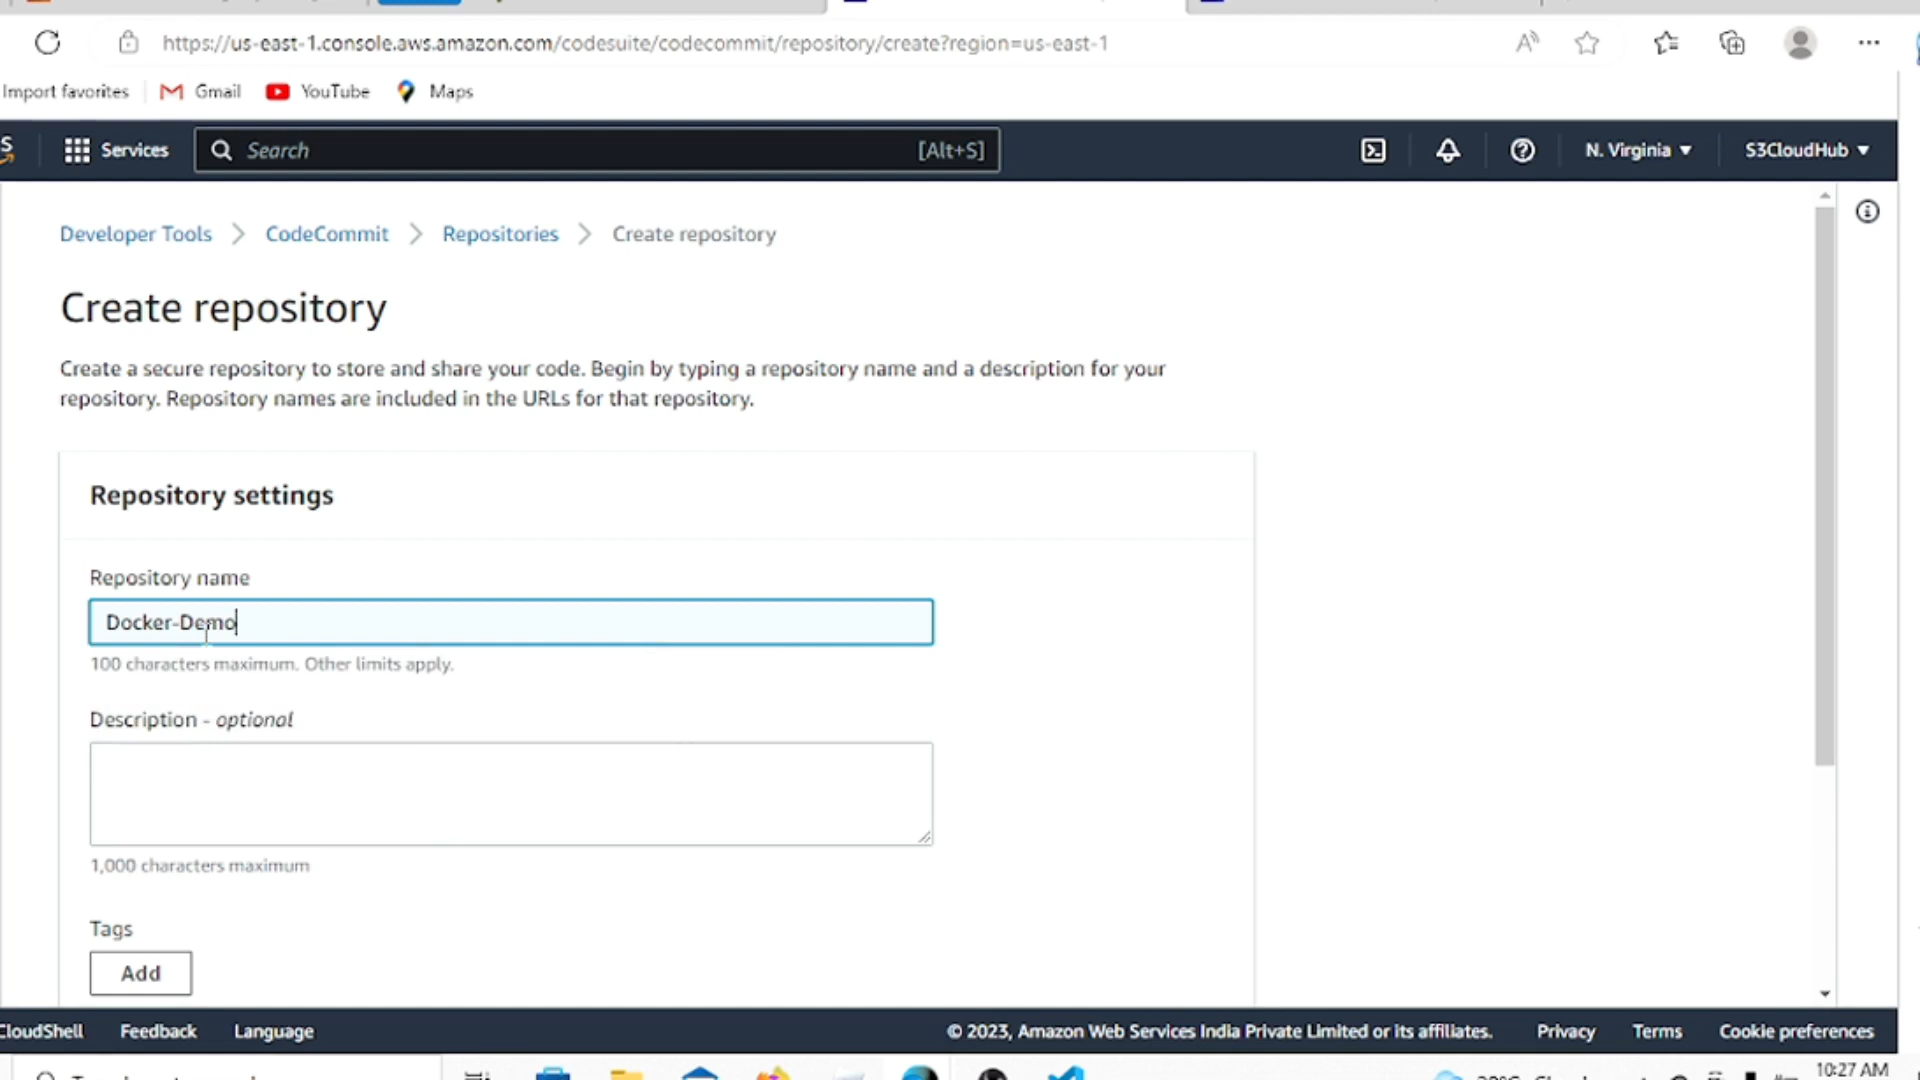 https://us-east-1.console.aws.amazon.com/codesuite/codecommit/repository/create?region=us-east-1
Import favorites Gmail YouTube Maps
Services Search [Alt+S] N. Virginia S3CloudHub
Developer Tools CodeCommit Repositories Create repository
Create repository
Create a secure repository to store and share your code. Begin by typing a repository name and a description for your
repository. Repository names are included in the URLs for that repository.
Repository settings
Repository name
Docker-Demo
100 characters maximum. Other limits apply.
Description - optional
1,000 characters maximum
Tags
Add
CloudShell Feedback Language © 2023, Amazon Web Services India Private Limited or its affiliates. Privacy Terms Cookie preferences
10:27 AM